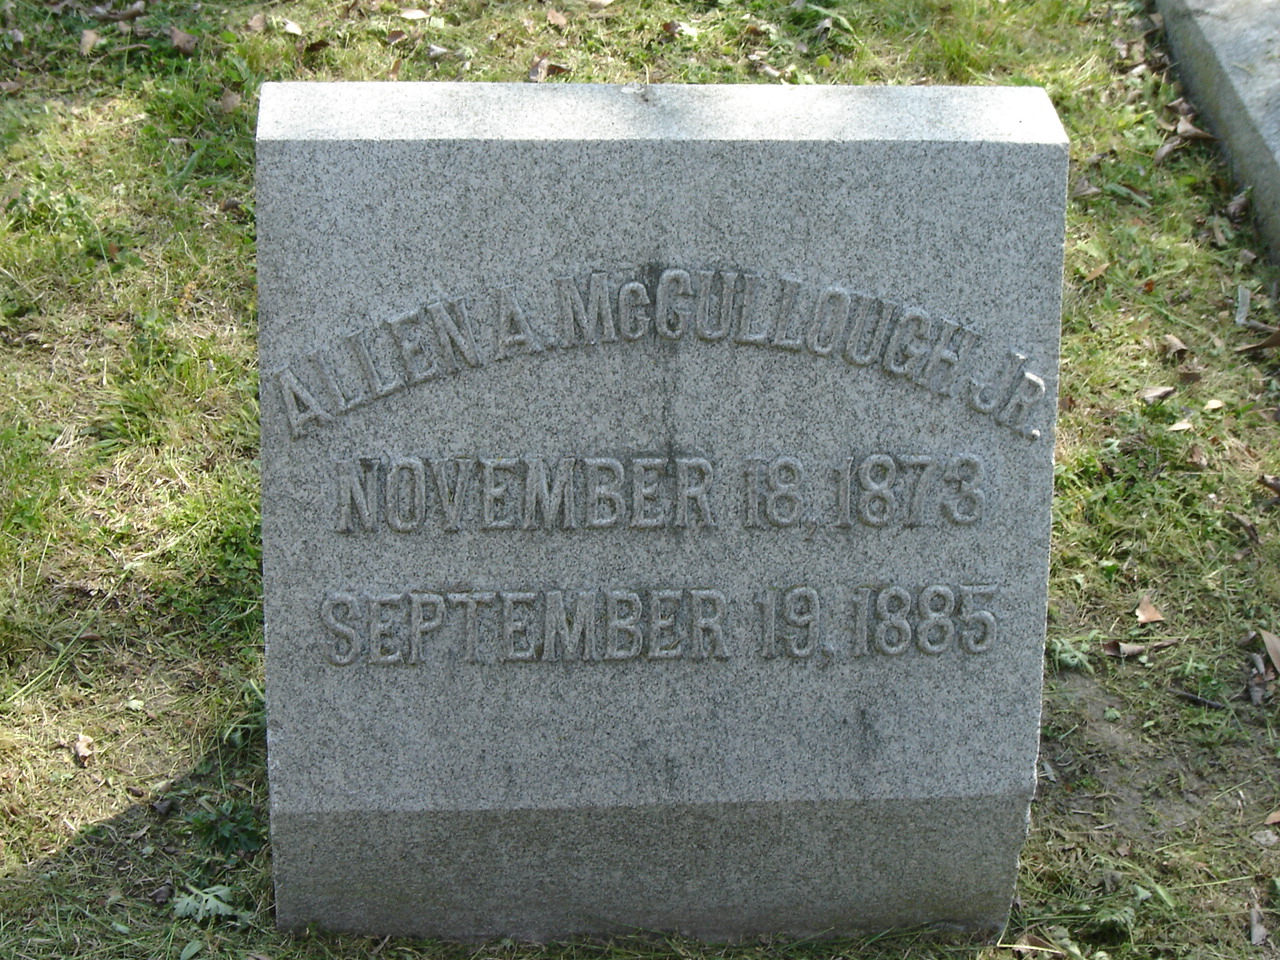 ALLEN A. McCULLOUGH, JR.
NOVEMBER 18, 1873
SEPTEMBER 19, 1885